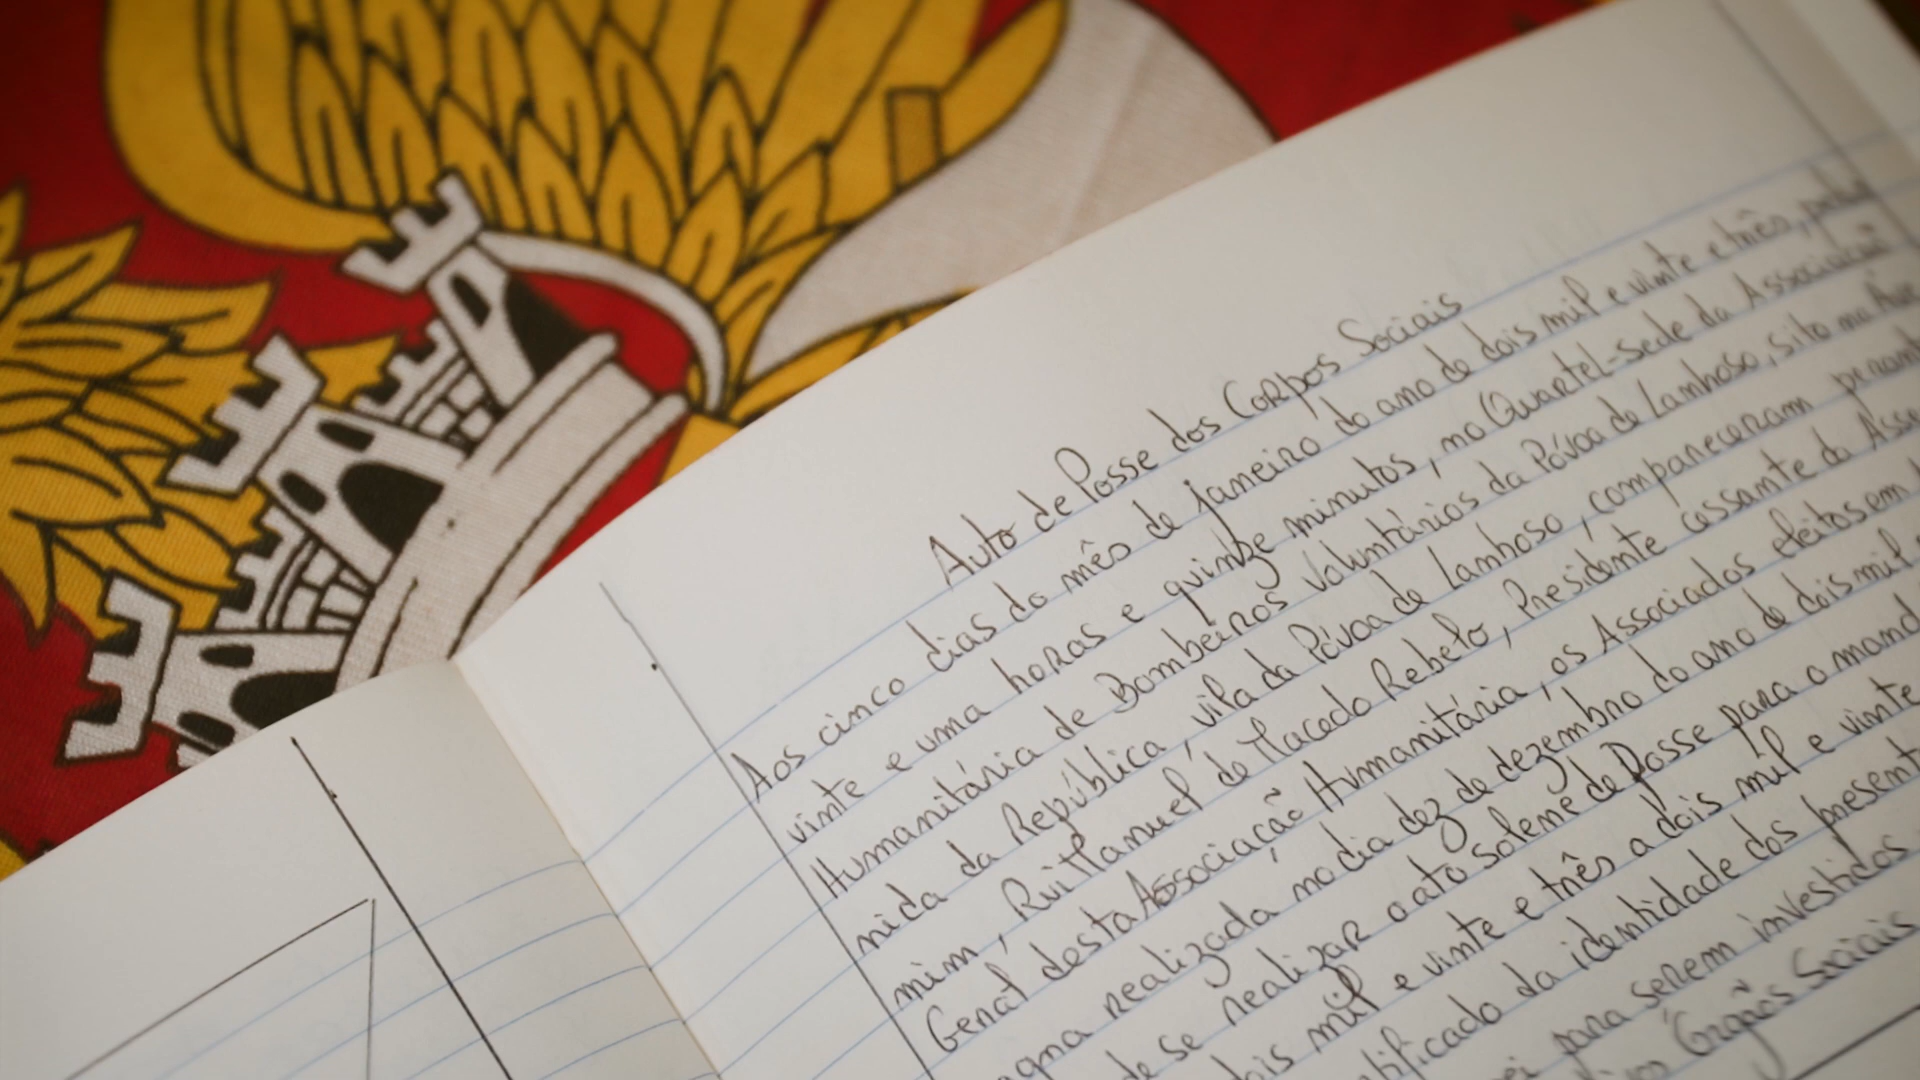 Auto de Posse dos Corpos Sociais
Aos cinco dias do mês de janeiro do ano de dois mil e vinte e três, pelas
vinte e uma horas e quinze minutos, no Quartel-sede da Associação
Humanitária de Bombeiros Voluntários da Póvoa de Lanhoso, sito na Ave
nida da República, vila da Póvoa de Lanhoso, compareceram perante
mim, Rui Manuel de Macedo Rebelo, Presidente cessante da Asse
Geral desta Associação Humanitária, os Associados eleitos em
realizada no dia dez de dezembro do ano de dois mil
de se realizar o ato solene de Posse para o mand
dois mil e vinte e três a dois mil e vinte
tificado da identidade dos present
para serem investidos
Órgãos Sociais